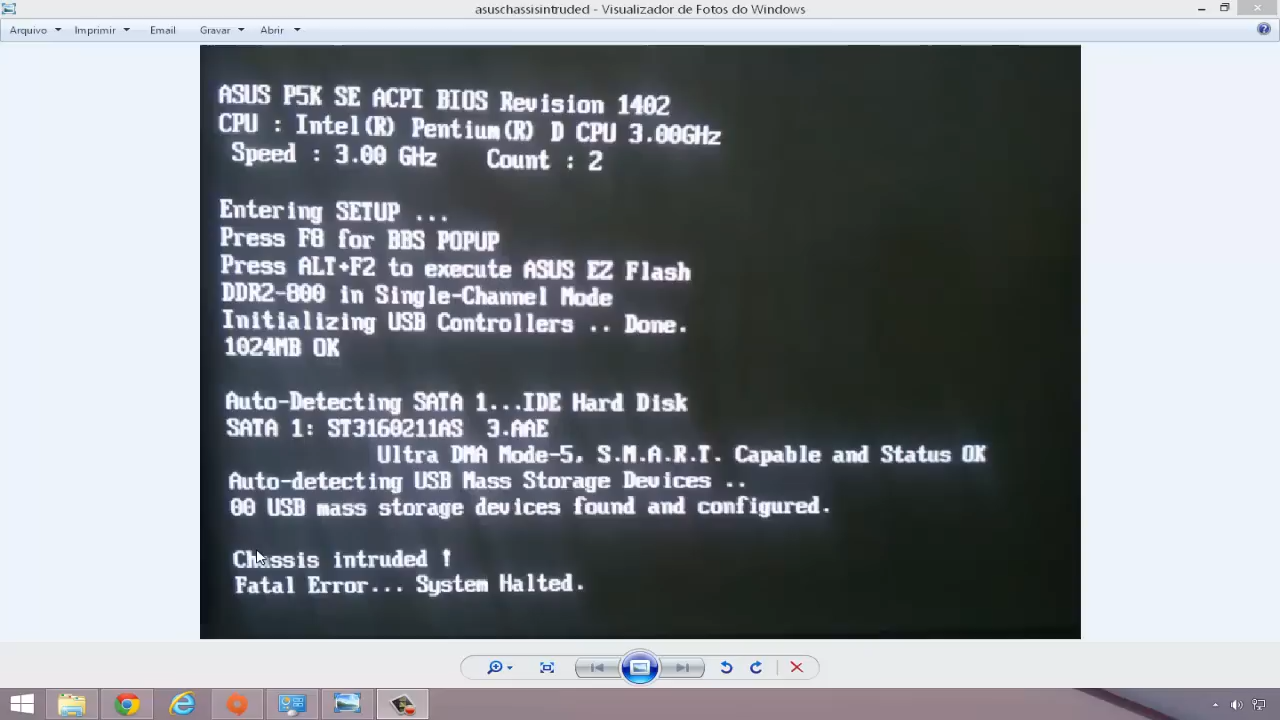 asuschassisintruded - Visualizador de Fotos do Windows
Arquivo Imprimir Email Gravar Abrir
ASUS P5K SE ACPI BIOS Revision 1402
CPU : Intel(R) Pentium(R) D CPU 3.00GHz
Speed : 3.00 GHz Count : 2
Entering SETUP ...
Press F8 for BBS POPUP
Press ALT+F2 to execute ASUS EZ Flash
DDR2-800 in Single-Channel Mode
Initializing USB Controllers .. Done.
1024MB OK
Auto-Detecting SATA 1...IDE Hard Disk
SATA 1: ST3160211AS 3.AAE
Ultra DMA Mode-5, S.M.A.R.T. Capable and Status OK
Auto-detecting USB Mass Storage Devices ..
00 USB mass storage devices found and configured.
Chassis intruded !
Fatal Error... System Halted.